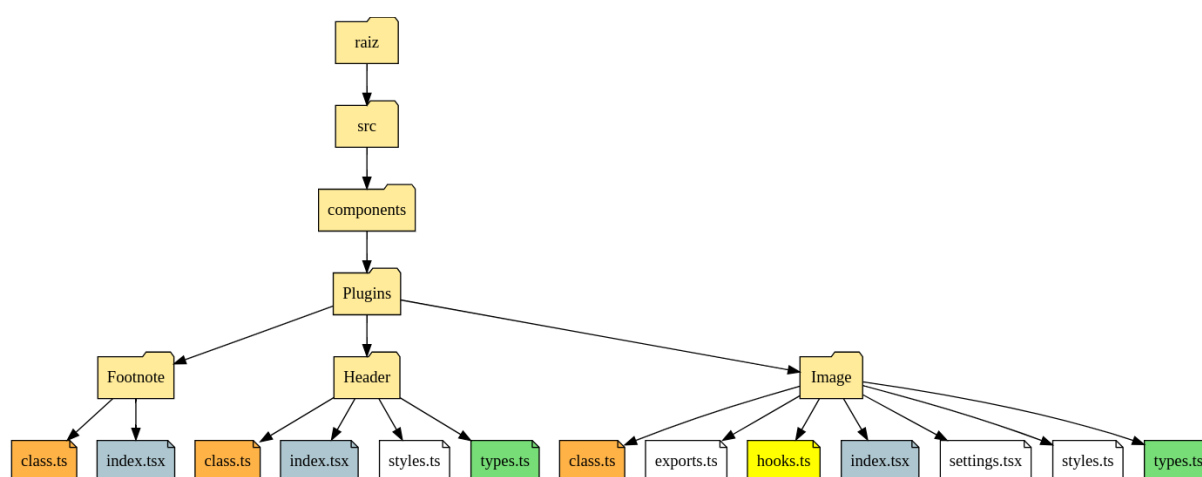 raiz
src
components
Plugins
Footnote
Header
Image
class.ts
index.tsx
class.ts
index.tsx
styles.ts
types.ts
class.ts
exports.ts
hooks.ts
index.tsx
settings.tsx
styles.ts
types.ts